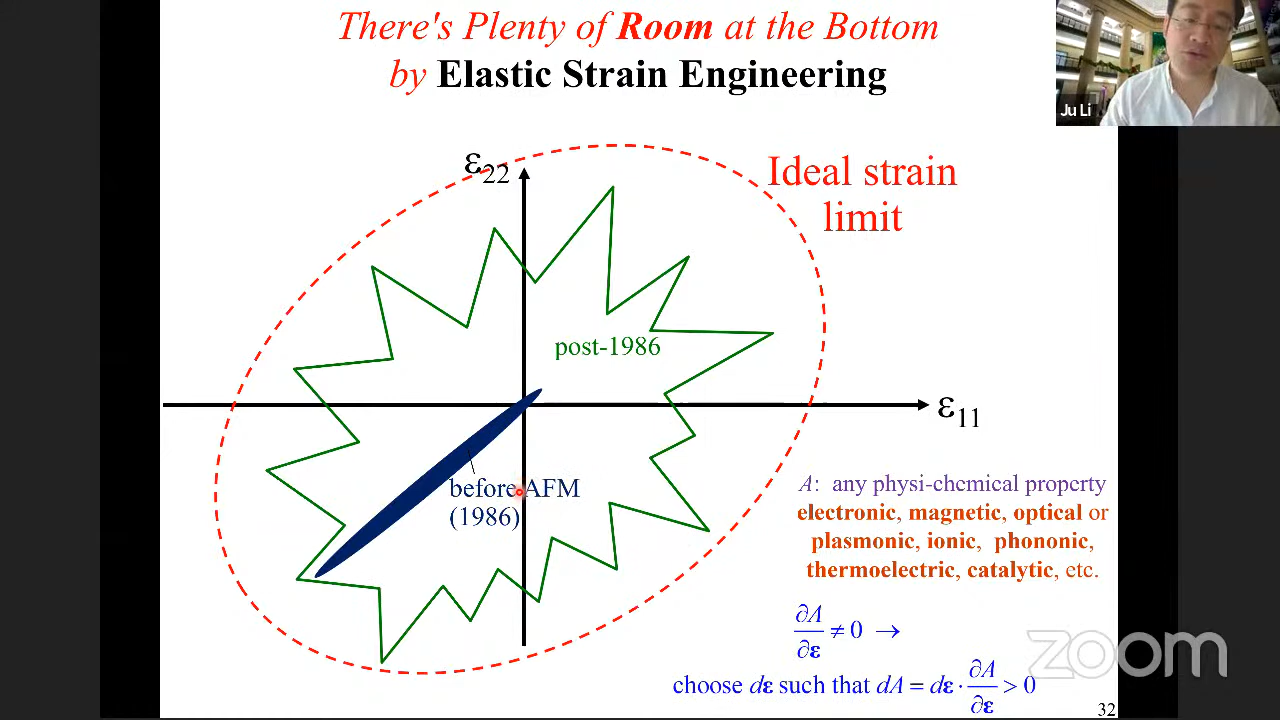 There's Plenty of Room at the Bottom
by Elastic Strain Engineering
Ju Li
ε22
Ideal strain
limit
post-1986
ε11
before AFM
(1986)
A: any physi-chemical property
electronic, magnetic, optical or
plasmonic, ionic, phononic,
thermoelectric, catalytic, etc.
∂A/∂ε ≠ 0 →
choose dε such that dA = dε · ∂A/∂ε > 0
zoom
32